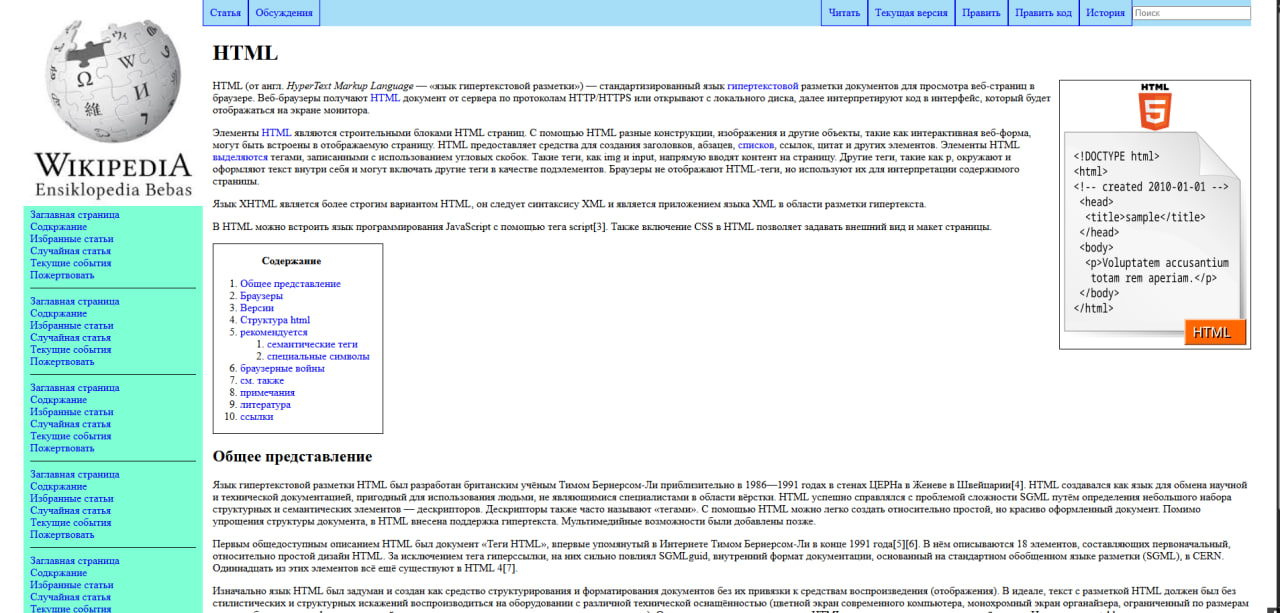 Статья
Обсуждения
Читать
Текущая версия
Править
Править код
История
Поиск
Ω
W
И
維
7
WIKIPEDIA
Ensiklopedia Bebas
Заглавная страница
Содкржание
Избранные статьи
Случайная статья
Текущие события
Пожертвовать
Заглавная страница
Содкржание
Избранные статьи
Случайная статья
Текущие события
Пожертвовать
Заглавная страница
Содкржание
Избранные статьи
Случайная статья
Текущие события
Пожертвовать
Заглавная страница
Содкржание
Избранные статьи
Случайная статья
Текущие события
Пожертвовать
Заглавная страница
Содкржание
Избранные статьи
Случайная статья
Текущие события
HTML
HTML (от англ. HyperText Markup Language — «язык гипертекстовой разметки») — стандартизированный язык гипертекстовой разметки документов для просмотра веб-страниц в
браузере. Веб-браузеры получают HTML документ от сервера по протоколам HTTP/HTTPS или открывают с локального диска, далее интерпретируют код в интерфейс, который будет
отображаться на экране монитора.
Элементы HTML являются строительными блоками HTML страниц. С помощью HTML разные конструкции, изображения и другие объекты, такие как интерактивная веб-форма,
могут быть встроены в отображаемую страницу. HTML предоставляет средства для создания заголовков, абзацев, списков, ссылок, цитат и других элементов. Элементы HTML
выделяются тегами, записанными с использованием угловых скобок. Такие теги, как img и input, напрямую вводят контент на страницу. Другие теги, такие как p, окружают и
оформляют текст внутри себя и могут включать другие теги в качестве подэлементов. Браузеры не отображают HTML-теги, но используют их для интерпретации содержимого
страницы.
Язык XHTML является более строгим вариантом HTML, он следует синтаксису XML и является приложением языка XML в области разметки гипертекста.
В HTML можно встроить язык программирования JavaScript с помощью тега script[3]. Также включение CSS в HTML позволяет задавать внешний вид и макет страницы.
HTML
5
<!DOCTYPE html>
<html>
<!-- created 2010-01-01 -->
<head>
<title>sample</title>
</head>
<body>
<p>Voluptatem accusantium
totam rem aperiam.</p>
</body>
</html>
HTML
Содержание
1. Общее представление
2. Браузеры
3. Версии
4. Структура html
5. рекомендуется
1. семантические теги
2. специальные символы
6. браузерные войны
7. см. также
8. примечания
9. литература
10. ссылки
Общее представление
Язык гипертекстовой разметки HTML был разработан британским учёным Тимом Бернерсом-Ли приблизительно в 1986—1991 годах в стенах ЦЕРНа в Женеве в Швейцарии[4]. HTML создавался как язык для обмена научной
и технической документацией, пригодный для использования людьми, не являющимися специалистами в области вёрстки. HTML успешно справлялся с проблемой сложности SGML путём определения небольшого набора
структурных и семантических элементов — дескрипторов. Дескрипторы также часто называют «тегами». С помощью HTML можно легко создать относительно простой, но красиво оформленный документ. Помимо
упрощения структуры документа, в HTML внесена поддержка гипертекста. Мультимедийные возможности были добавлены позже.
Первым общедоступным описанием HTML был документ «Теги HTML», впервые упомянутый в Интернете Тимом Бернерсом-Ли в конце 1991 года[5][6]. В нём описываются 18 элементов, составляющих первоначальный,
относительно простой дизайн HTML. За исключением тега гиперссылки, на них сильно повлиял SGMLguid, внутренний формат документации, основанный на стандартном обобщенном языке разметки (SGML), в CERN.
Одиннадцать из этих элементов всё ещё существуют в HTML 4[7].
Изначально язык HTML был задуман и создан как средство структурирования и форматирования документов без их привязки к средствам воспроизведения (отображения). В идеале, текст с разметкой HTML должен был без
стилистических и структурных искажений воспроизводиться на оборудовании с различной технической оснащённостью (цветной экран современного компьютера, монохромный экран органайзера, ограниченный по размерам